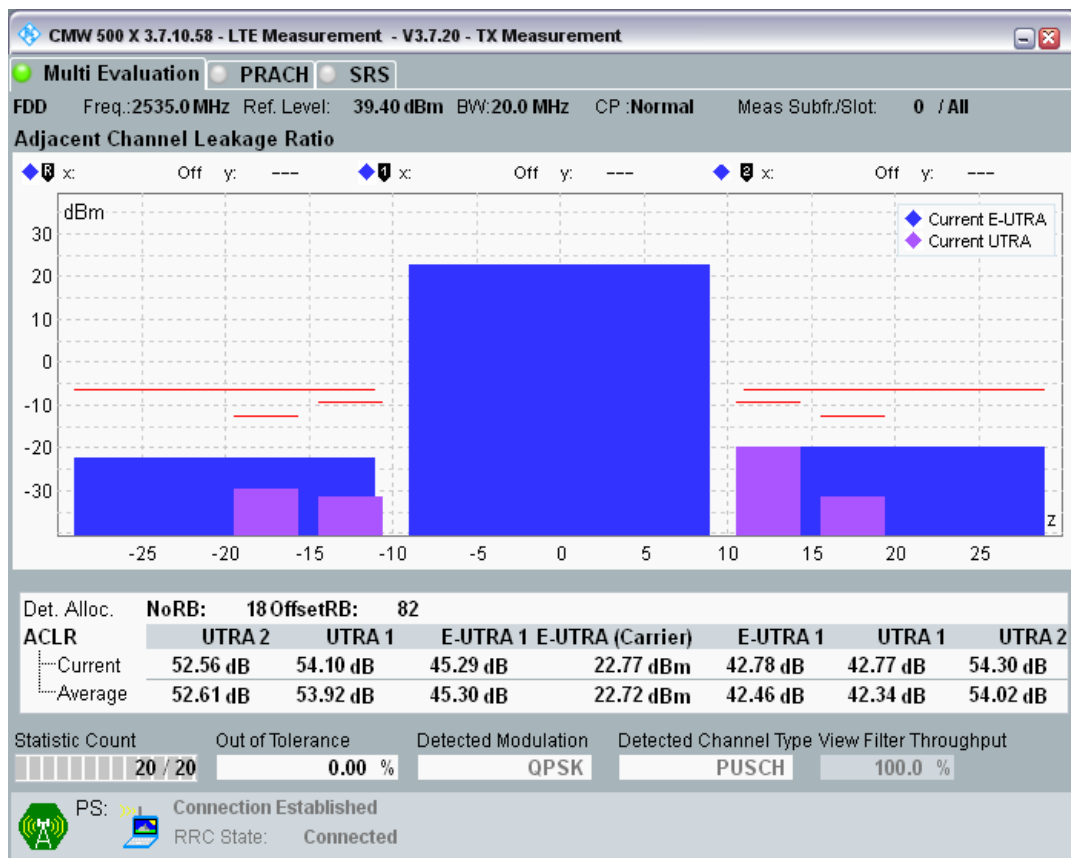 CMW 500 X 3.7.10.58 - LTE Measurement - V3.7.20 - TX Measurement
Multi Evaluation PRACH SRS
FDD Freq.:2535.0 MHz Ref. Level: 39.40 dBm BW:20.0 MHz CP :Normal Meas Subfr./Slot: 0 / All
Adjacent Channel Leakage Ratio
R x: Off y: --- 1 x: Off y: --- 2 x: Off y: ---
dBm
Current E-UTRA
Current UTRA
30
20
10
0
-10
-20
-30
z
-25 -20 -15 -10 -5 0 5 10 15 20 25
Det. Alloc. NoRB: 18 OffsetRB: 82
ACLR UTRA 2 UTRA 1 E-UTRA 1 E-UTRA (Carrier) E-UTRA 1 UTRA 1 UTRA 2
Current 52.56 dB 54.10 dB 45.29 dB 22.77 dBm 42.78 dB 42.77 dB 54.30 dB
Average 52.61 dB 53.92 dB 45.30 dB 22.72 dBm 42.46 dB 42.34 dB 54.02 dB
Statistic Count Out of Tolerance Detected Modulation Detected Channel Type View Filter Throughput
20 / 20 0.00 % QPSK PUSCH 100.0 %
PS: Connection Established
RRC State: Connected